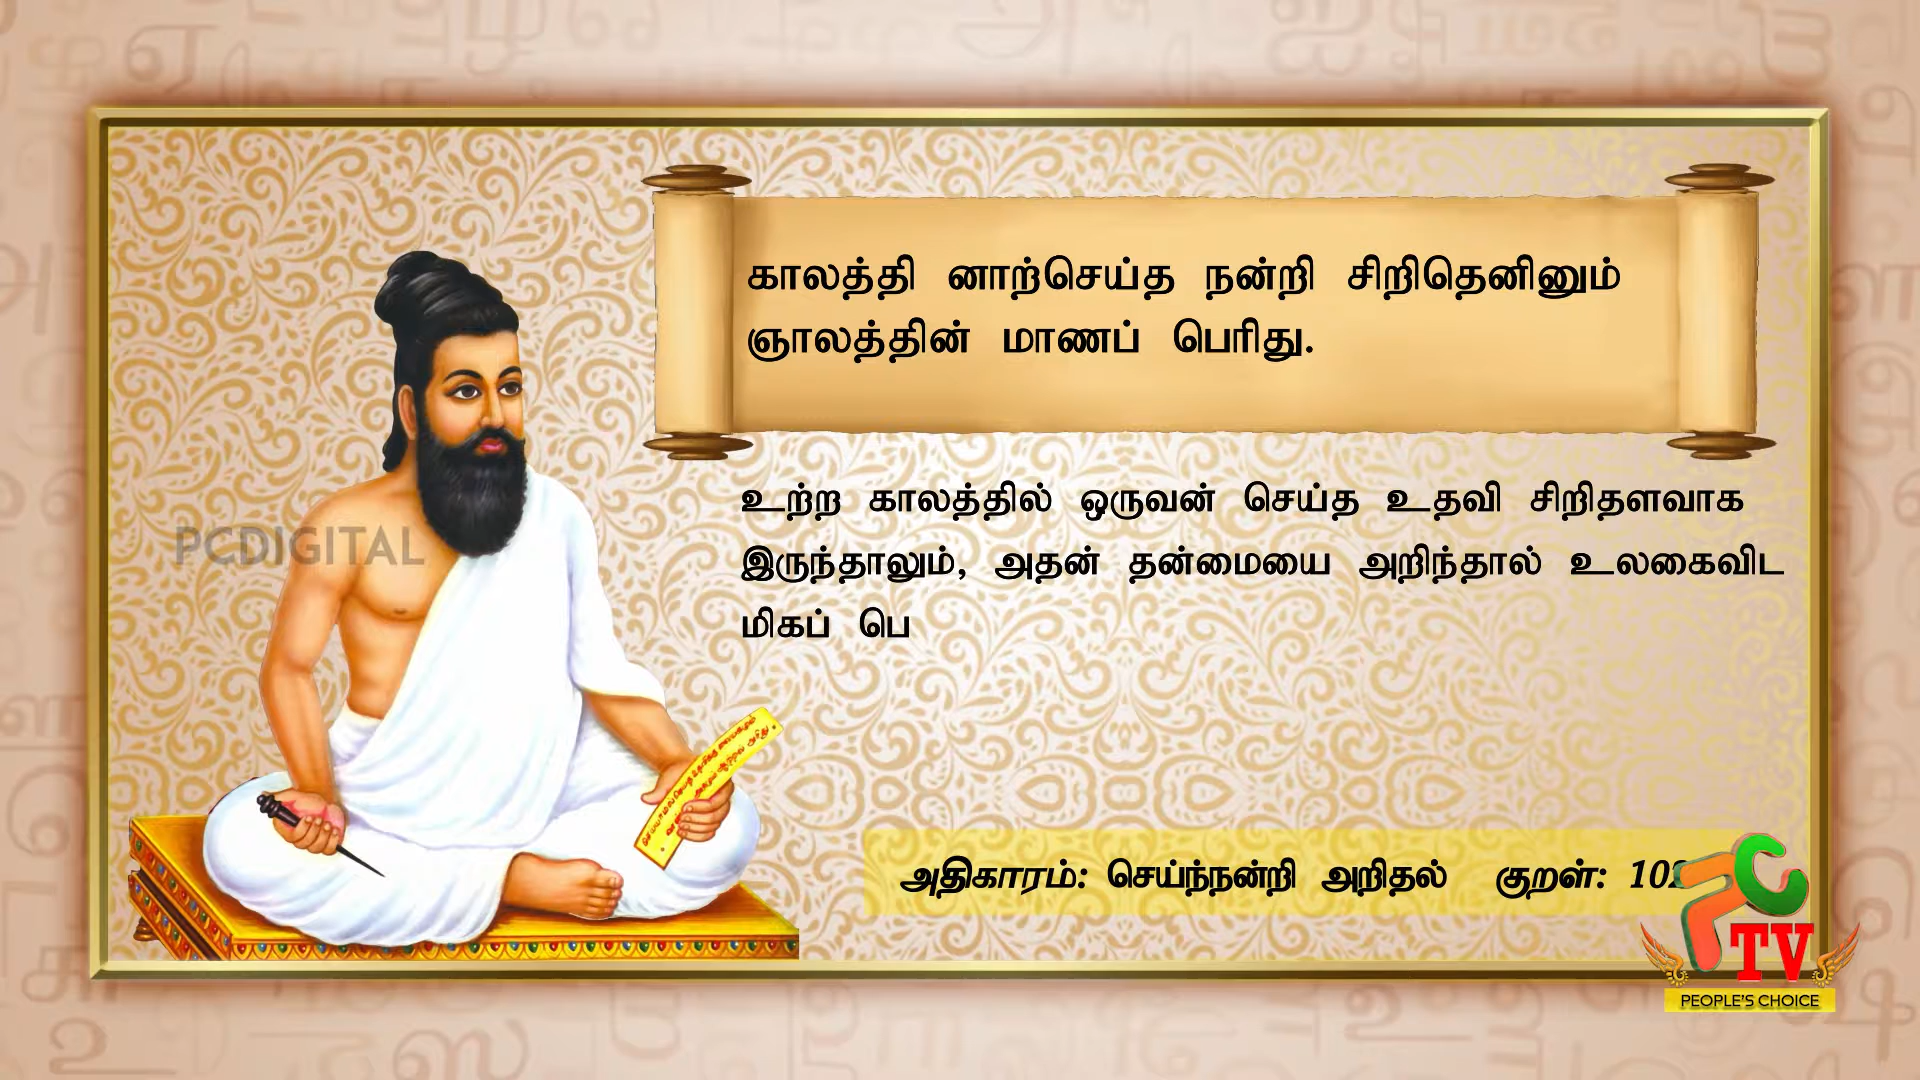 காலத்தி னாற்செய்த நன்றி சிறிதெனினும்
ஞாலத்தின் மாணப் பெரிது.
உற்ற காலத்தில் ஒருவன் செய்த உதவி சிறிதளவாக
இருந்தாலும், அதன் தன்மையை அறிந்தால் உலகைவிட
மிகப் பெ
PCDIGITAL
அதிகாரம்: செய்ந்நன்றி அறிதல் குறள்: 102
TV
PEOPLE'S CHOICE